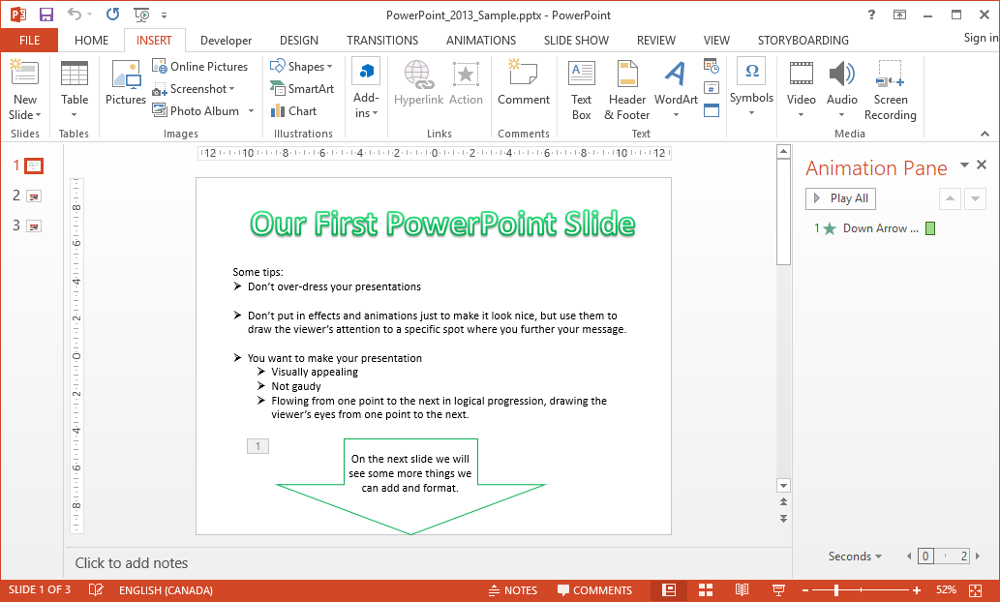 PowerPoint_2013_Sample.pptx - PowerPoint
?
Sign in
FILE HOME INSERT Developer DESIGN TRANSITIONS ANIMATIONS SLIDE SHOW REVIEW VIEW STORYBOARDING
New Slide
Slides
Table
Tables
Pictures
Online Pictures
Screenshot
Photo Album
Images
Shapes
SmartArt
Chart
Illustrations
Add-ins
Hyperlink
Action
Links
Comment
Comments
Text Box
Header & Footer
WordArt
Text
Symbols
Video
Audio
Screen Recording
Media
1
2
3
12 10 8 6 4 2 0 2 4 6 8 10 12
8
6
4
2
0
2
4
6
8
Our First PowerPoint Slide
Some tips:
Don't over-dress your presentations
Don't put in effects and animations just to make it look nice, but use them to
draw the viewer's attention to a specific spot where you further your message.
You want to make your presentation
Visually appealing
Not gaudy
Flowing from one point to the next in logical progression, drawing the
viewer's eyes from one point to the next.
1
On the next slide we will
see some more things we
can add and format.
Click to add notes
Animation Pane
Play All
1 Down Arrow ...
Seconds
0 2
SLIDE 1 OF 3 ENGLISH (CANADA) NOTES COMMENTS 52%